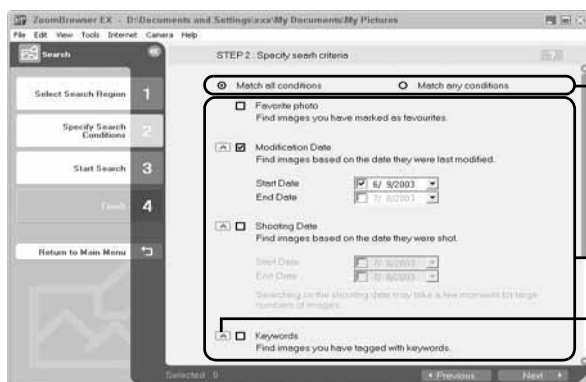 ZoomBrowser EX - D:\Documents and Settings\xxx\My Documents\My Pictures
File Edit View Tools Internet Camera Help
Search
STEP 2 : Specify searh criteria
Match all conditions Match any conditions
Select Search Region 1
Favorite photo
Find images you have marked as favourites.
Specify Search
Conditions 2
Modification Date
Find images based on the date they were last modified.
Start Search 3
Start Date 6/ 9/2003
End Date 7/ 8/2003
Finish 4
Shooting Date
Find images based on the date they were shot.
Return to Main Menu
Start Date 7/ 8/2003
End Date 7/ 8/2003
Searching on the shooting date may take a few moments for large
numbers of images.
Keywords
Find images you have tagged with keywords.
Selected : 0 Previous Next